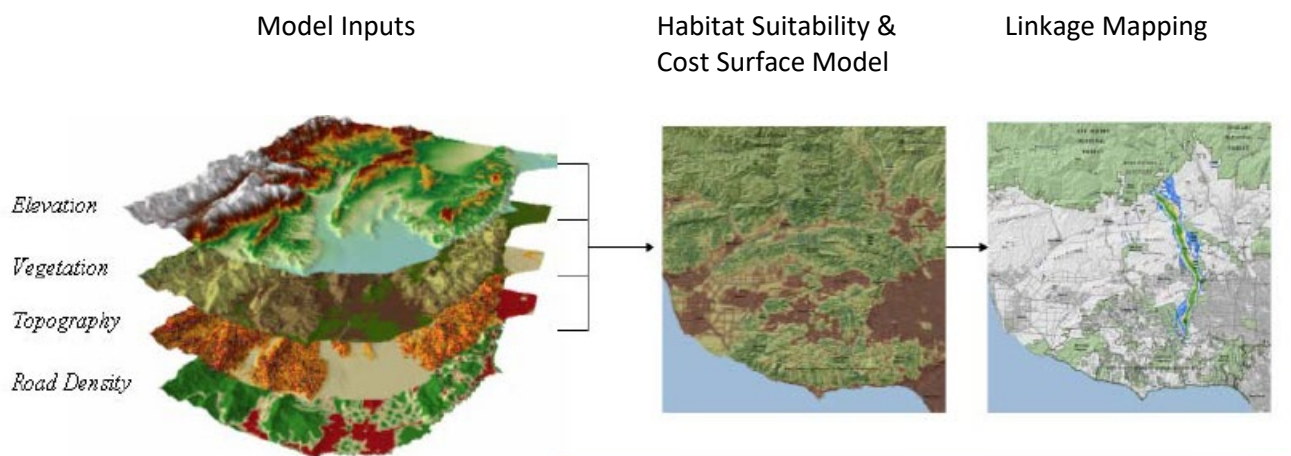 Model Inputs
Habitat Suitability &
Cost Surface Model
Linkage Mapping
Elevation
Vegetation
Topography
Road Density